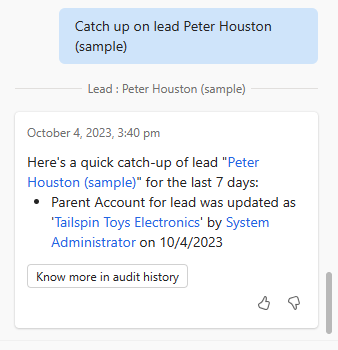 Catch up on lead Peter Houston
(sample)
Lead : Peter Houston (sample)
October 4, 2023, 3:40 pm
Here's a quick catch-up of lead "Peter
Houston (sample)" for the last 7 days:
• Parent Account for lead was updated as
'Tailspin Toys Electronics' by System
Administrator on 10/4/2023
Know more in audit history